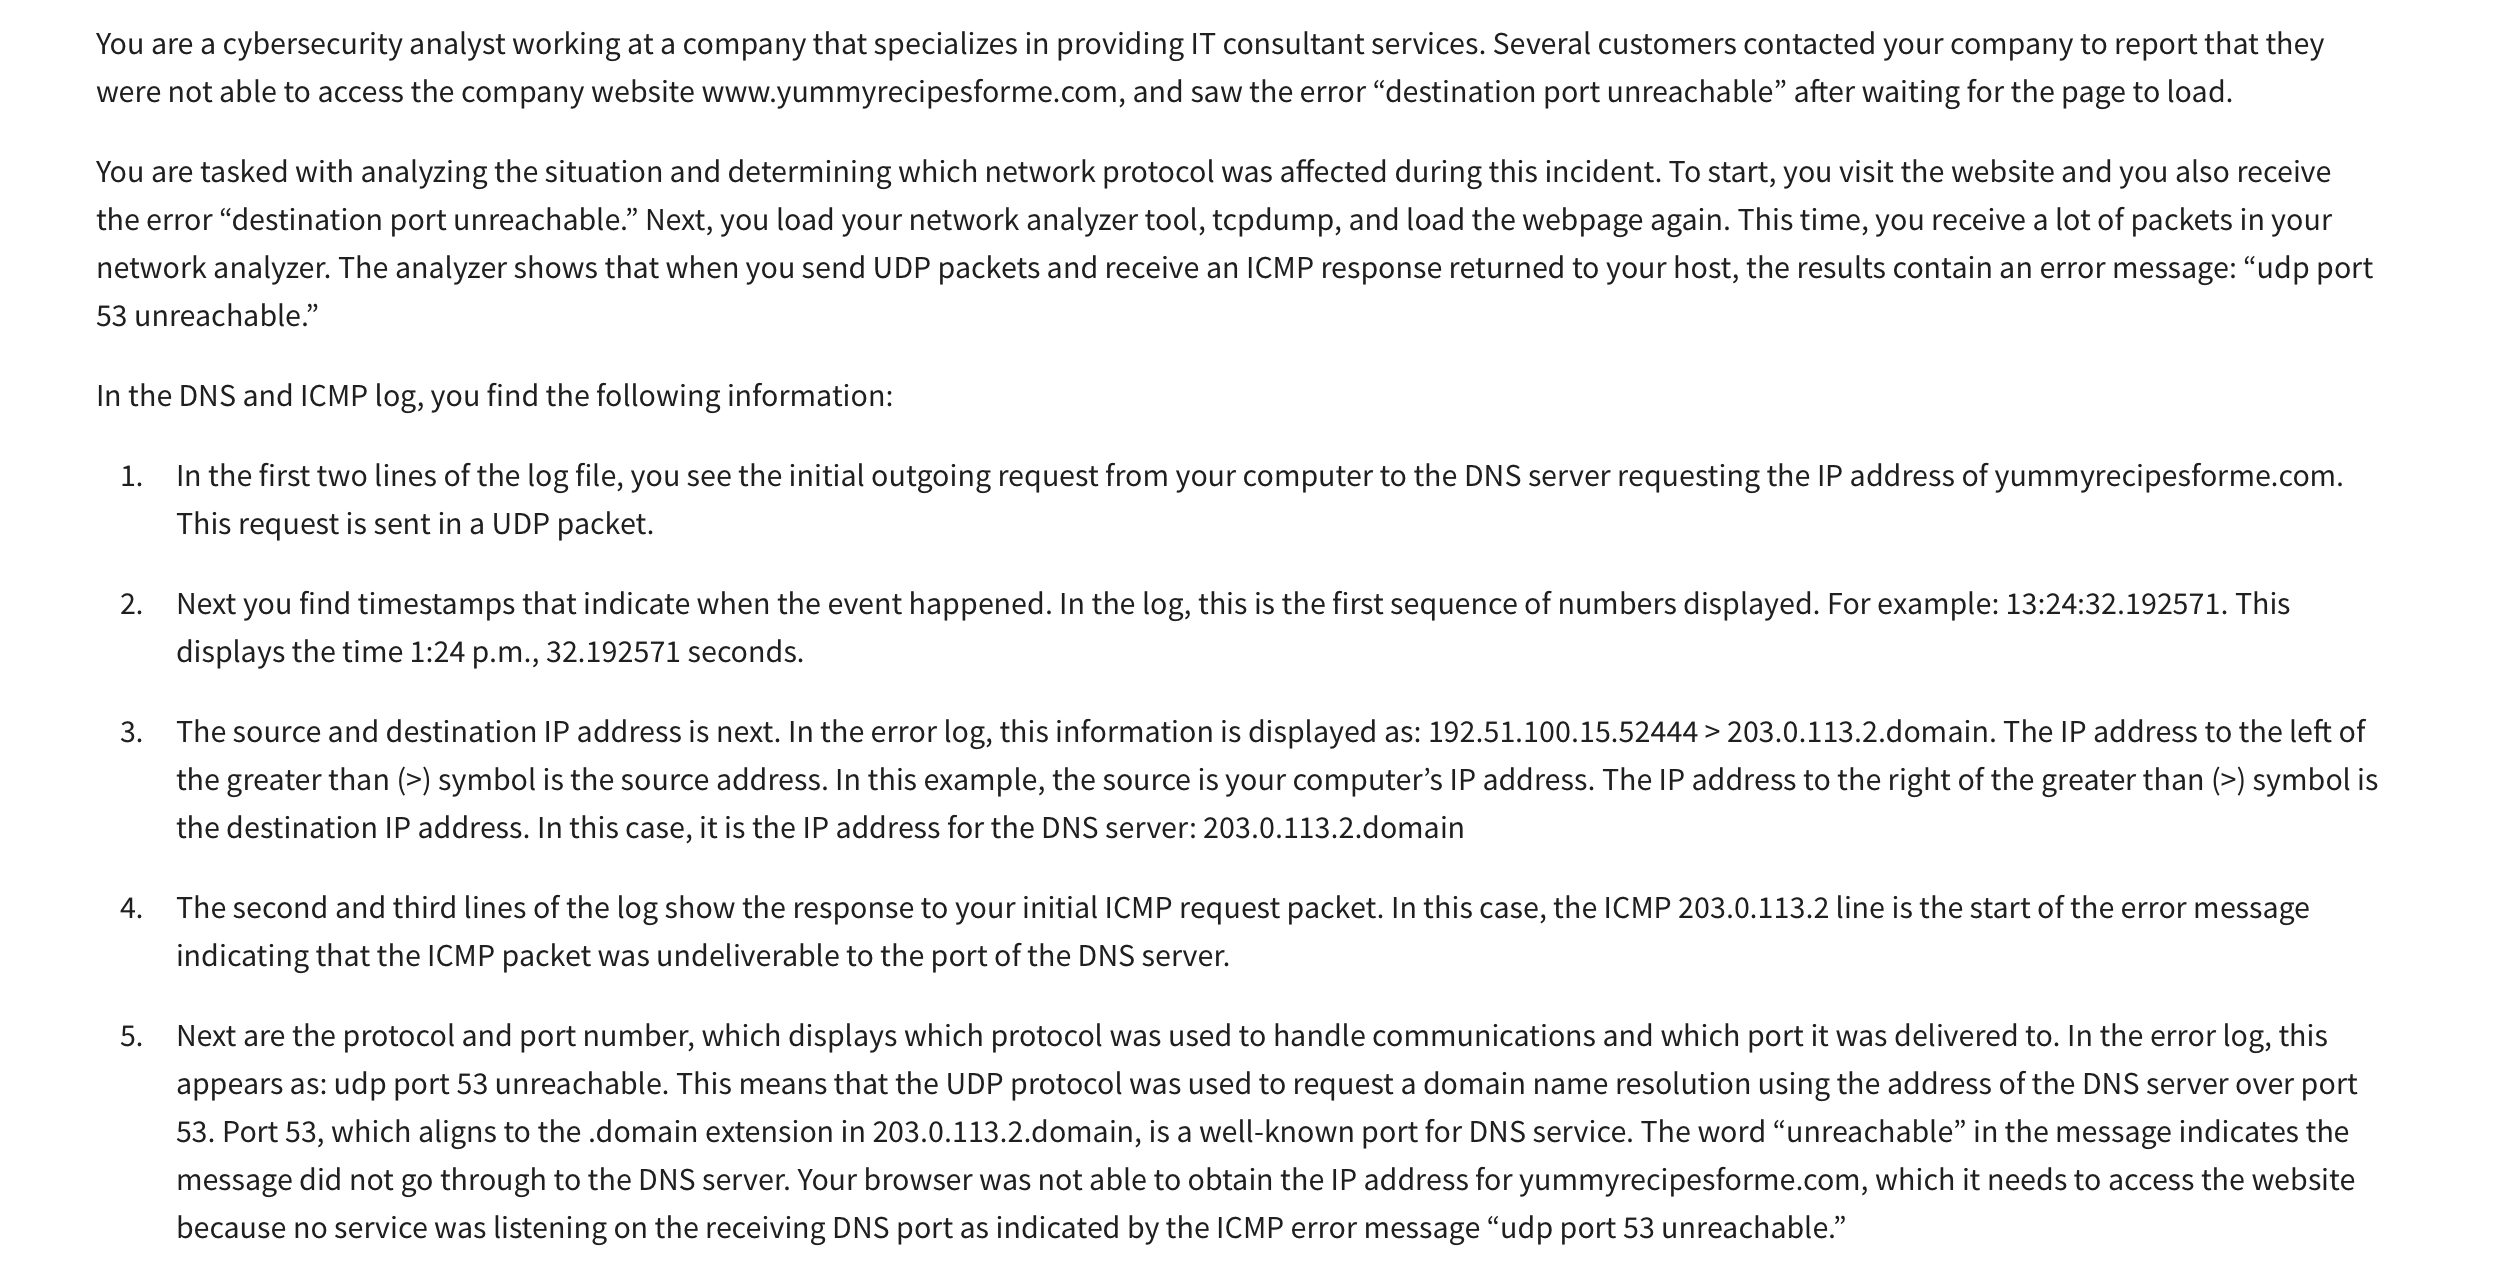 You are a cybersecurity analyst working at a company that specializes in providing IT consultant services. Several customers contacted your company to report that they
were not able to access the company website www.yummyrecipesforme.com, and saw the error “destination port unreachable” after waiting for the page to load.
You are tasked with analyzing the situation and determining which network protocol was affected during this incident. To start, you visit the website and you also receive
the error “destination port unreachable.” Next, you load your network analyzer tool, tcpdump, and load the webpage again. This time, you receive a lot of packets in your
network analyzer. The analyzer shows that when you send UDP packets and receive an ICMP response returned to your host, the results contain an error message: “udp port
53 unreachable.”
In the DNS and ICMP log, you find the following information:
1. In the first two lines of the log file, you see the initial outgoing request from your computer to the DNS server requesting the IP address of yummyrecipesforme.com.
This request is sent in a UDP packet.
2. Next you find timestamps that indicate when the event happened. In the log, this is the first sequence of numbers displayed. For example: 13:24:32.192571. This
displays the time 1:24 p.m., 32.192571 seconds.
3. The source and destination IP address is next. In the error log, this information is displayed as: 192.51.100.15.52444 > 203.0.113.2.domain. The IP address to the left of
the greater than (>) symbol is the source address. In this example, the source is your computer’s IP address. The IP address to the right of the greater than (>) symbol is
the destination IP address. In this case, it is the IP address for the DNS server: 203.0.113.2.domain
4. The second and third lines of the log show the response to your initial ICMP request packet. In this case, the ICMP 203.0.113.2 line is the start of the error message
indicating that the ICMP packet was undeliverable to the port of the DNS server.
5. Next are the protocol and port number, which displays which protocol was used to handle communications and which port it was delivered to. In the error log, this
appears as: udp port 53 unreachable. This means that the UDP protocol was used to request a domain name resolution using the address of the DNS server over port
53. Port 53, which aligns to the .domain extension in 203.0.113.2.domain, is a well-known port for DNS service. The word “unreachable” in the message indicates the
message did not go through to the DNS server. Your browser was not able to obtain the IP address for yummyrecipesforme.com, which it needs to access the website
because no service was listening on the receiving DNS port as indicated by the ICMP error message “udp port 53 unreachable.”